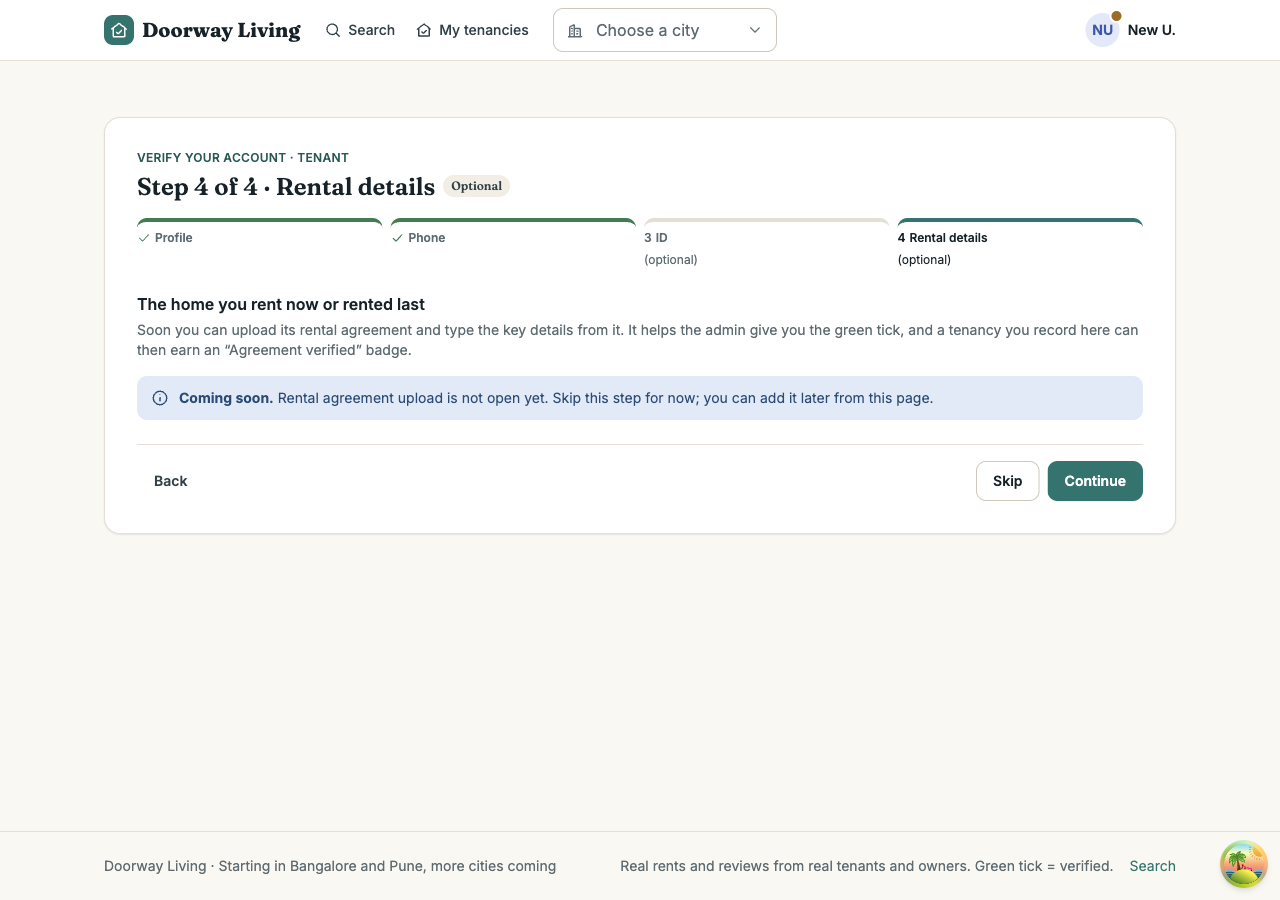 Doorway Living
Search
My tenancies
Choose a city
NU
New U.
VERIFY YOUR ACCOUNT · TENANT
Step 4 of 4 · Rental details
Optional
Profile
Phone
3 ID
(optional)
4 Rental details
(optional)
The home you rent now or rented last
Soon you can upload its rental agreement and type the key details from it. It helps the admin give you the green tick, and a tenancy you record here can
then earn an “Agreement verified” badge.
Coming soon. Rental agreement upload is not open yet. Skip this step for now; you can add it later from this page.
Back
Skip
Continue
Doorway Living · Starting in Bangalore and Pune, more cities coming
Real rents and reviews from real tenants and owners. Green tick = verified.
Search